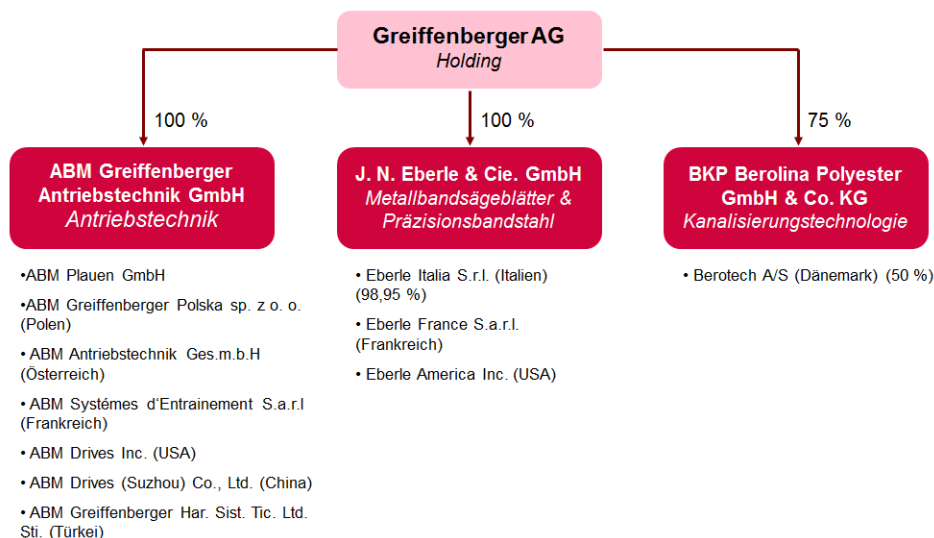 Greiffenberger AG
Holding
100 %
100 %
75 %
ABM Greiffenberger
Antriebstechnik GmbH
Antriebstechnik
J. N. Eberle & Cie. GmbH
Metallbandsägeblätter &
Präzisionsbandstahl
BKP Berolina Polyester
GmbH & Co. KG
Kanalisierungstechnologie
•ABM Plauen GmbH
•ABM Greiffenberger Polska sp. z o. o.
(Polen)
• ABM Antriebstechnik Ges.m.b.H
(Österreich)
• ABM Systémes d‘Entrainement S.a.r.l
(Frankreich)
• ABM Drives Inc. (USA)
• ABM Drives (Suzhou) Co., Ltd. (China)
• ABM Greiffenberger Har. Sist. Tic. Ltd.
Sti. (Türkei)
• Eberle Italia S.r.l. (Italien)
(98,95 %)
• Eberle France S.a.r.l.
(Frankreich)
• Eberle America Inc. (USA)
• Berotech A/S (Dänemark) (50 %)